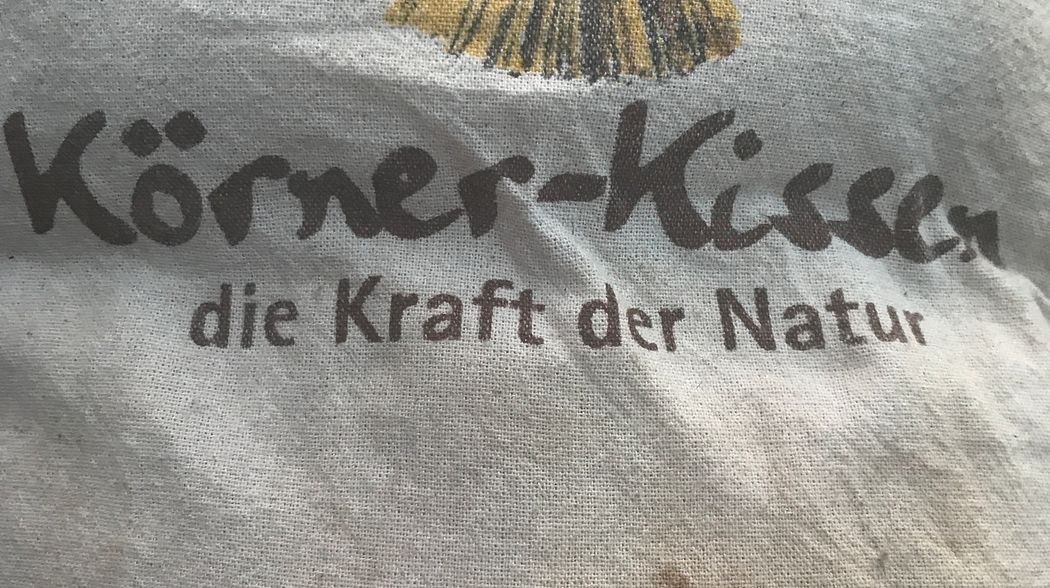 Körner-Kissen
die Kraft der Natur